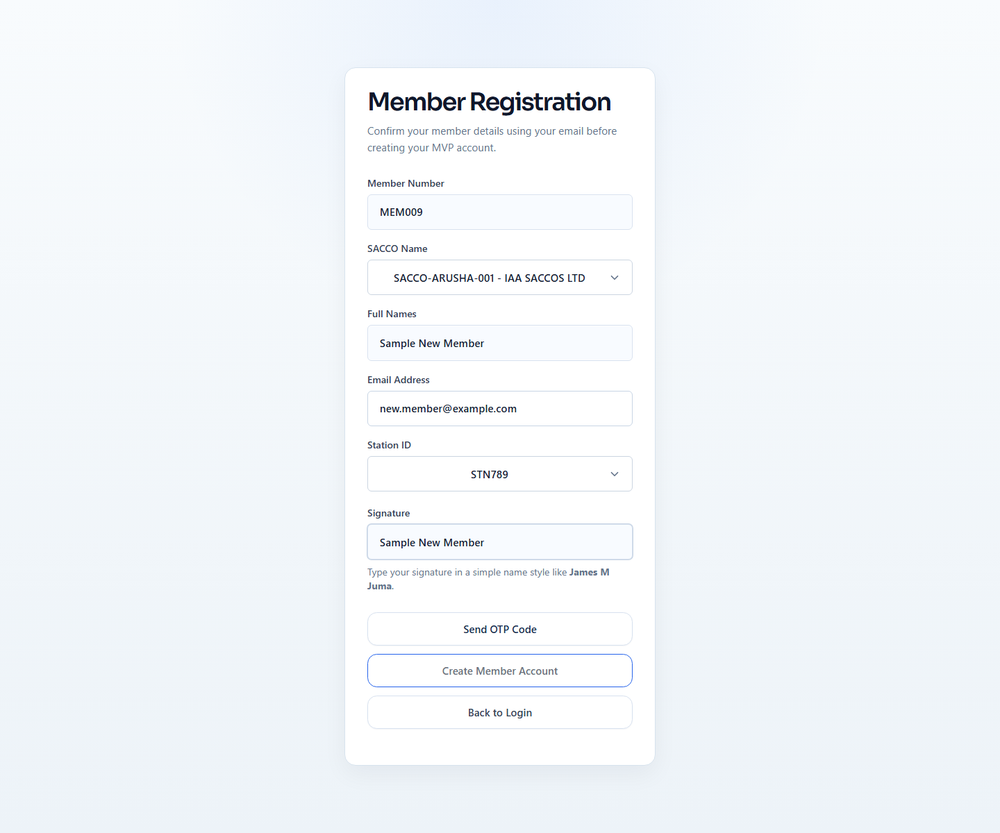 Member Registration
Confirm your member details using your email before
creating your MVP account.
Member Number
MEM009
SACCO Name
SACCO-ARUSHA-001 - IAA SACCOS LTD
Full Names
Sample New Member
Email Address
new.member@example.com
Station ID
STN789
Signature
Sample New Member
Type your signature in a simple name style like James M
Juma.
Send OTP Code
Create Member Account
Back to Login